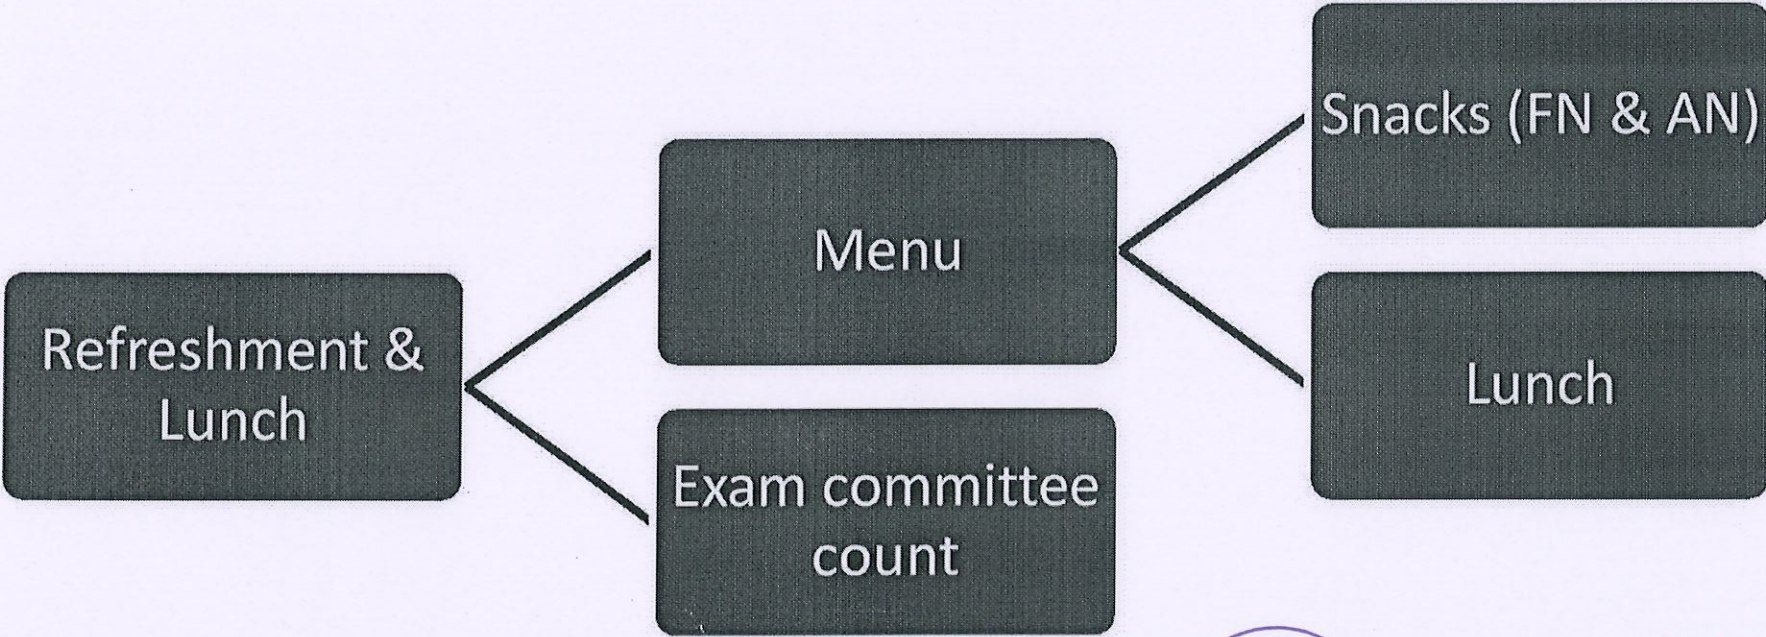 Refreshment &
Lunch
Menu
Exam committee
count
Snacks (FN & AN)
Lunch